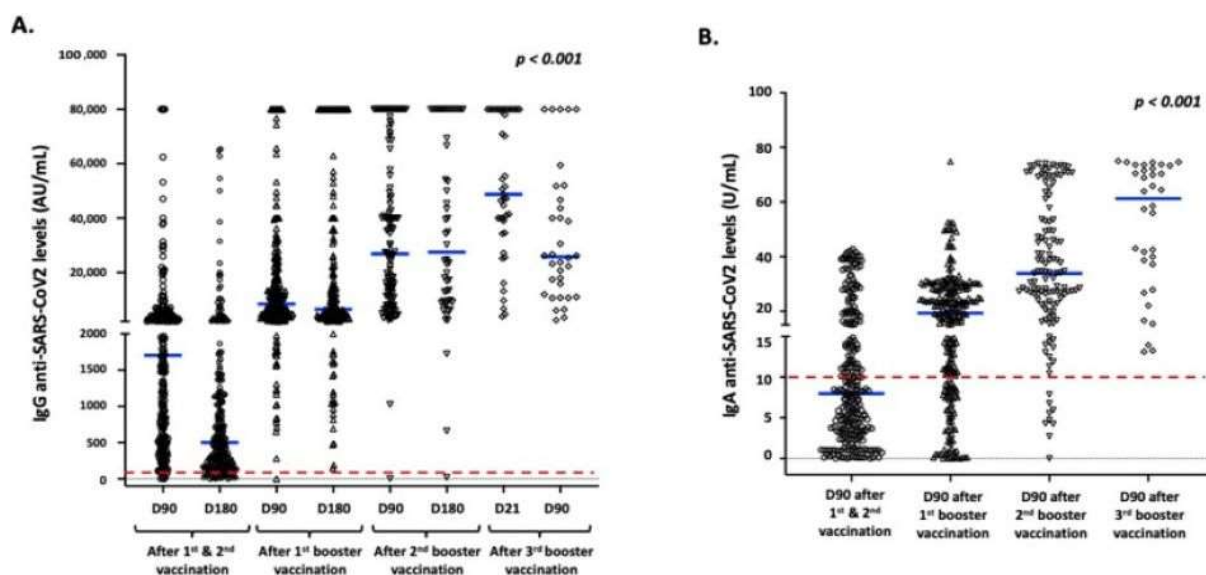 A.
p < 0.001
IgG anti-SARS-CoV2 levels (AU/mL)
100,000
80,000
60,000
40,000
20,000
2000
1500
1000
500
0
D90 D180 D90 D180 D90 D180 D21 D90
After 1st & 2nd vaccination
After 1st booster vaccination
After 2nd booster vaccination
After 3rd booster vaccination
B.
p < 0.001
IgA anti-SARS-CoV2 levels (U/mL)
100
80
60
40
20
15
10
5
0
D90 after 1st & 2nd vaccination
D90 after 1st booster vaccination
D90 after 2nd booster vaccination
D90 after 3rd booster vaccination